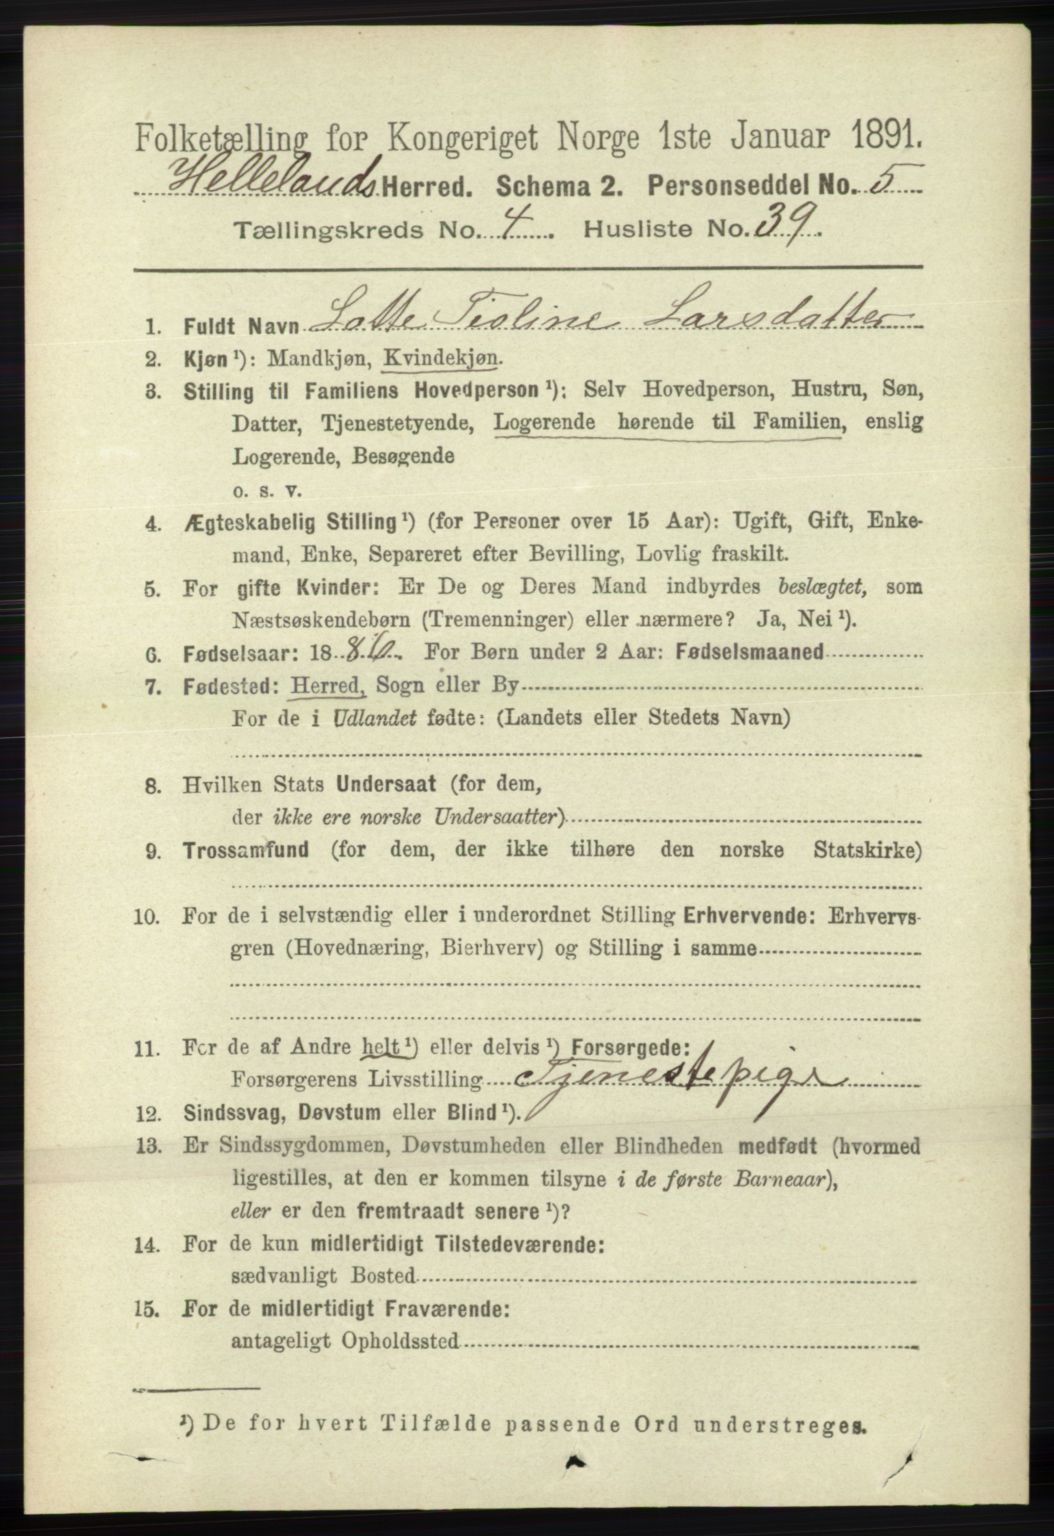 Folketælling for Kongeriget Norge 1ste Januar 1891.
Hellelands Herred. Schema 2. Personseddel No. 5
Tællingskreds No. 4. Husliste No. 39.
1. Fuldt Navn Lotte Tioline Larsdatter
2. Kjøn ¹): Mandkjøn, Kvindekjøn.
3. Stilling til Familiens Hovedperson ¹): Selv Hovedperson, Hustru, Søn,
Datter, Tjenestetyende, Logerende hørende til Familien, enslig
Logerende, Besøgende
o. s. v.
4. Ægteskabelig Stilling ¹) (for Personer over 15 Aar): Ugift, Gift, Enke-
mand, Enke, Separeret efter Bevilling, Lovlig fraskilt.
5. For gifte Kvinder: Er De og Deres Mand indbyrdes beslægtet, som
Næstsøskendebørn (Tremenninger) eller nærmere? Ja, Nei ¹).
6. Fødselsaar: 1886. For Børn under 2 Aar: Fødselsmaaned
7. Fødested: Herred, Sogn eller By
For de i Udlandet fødte: (Landets eller Stedets Navn)
8. Hvilken Stats Undersaat (for dem,
der ikke ere norske Undersaatter)
9. Trossamfund (for dem, der ikke tilhøre den norske Statskirke)
10. For de i selvstændig eller i underordnet Stilling Erhvervende: Erhvervs-
gren (Hovednæring, Bierhverv) og Stilling i samme
11. For de af Andre helt ¹) eller delvis ¹) Forsørgede:
Forsørgerens Livsstilling Tjenestepige
12. Sindssvag, Døvstum eller Blind ¹).
13. Er Sindssygdommen, Døvstumheden eller Blindheden medfødt (hvormed
ligestilles, at den er kommen tilsyne i de første Barneaar),
eller er den fremtraadt senere ¹)?
14. For de kun midlertidigt Tilstedeværende:
sædvanligt Bosted
15. For de midlertidigt Fraværende:
antageligt Opholdssted
¹) De for hvert Tilfælde passende Ord understreges.